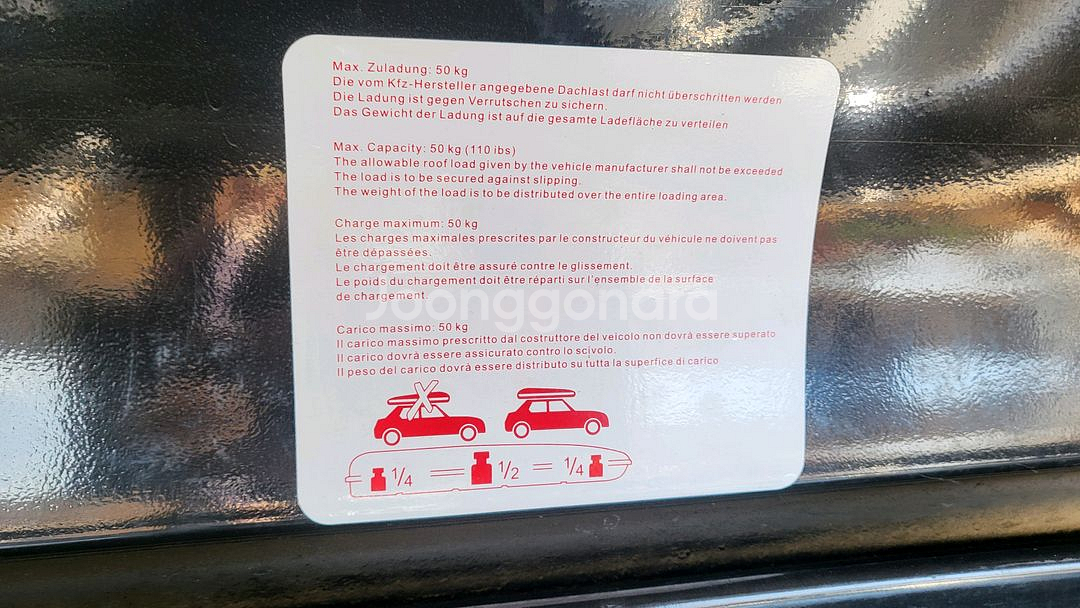 Max. Zuladung: 50 kg
Die vom Kfz-Hersteller angegebene Dachlast darf nicht überschritten werden
Die Ladung ist gegen Verrutschen zu sichern.
Das Gewicht der Ladung ist auf die gesamte Ladefläche zu verteilen
Max. Capacity: 50 kg (110 ibs)
The allowable roof load given by the vehicle manufacturer shall not be exceeded
The load is to be secured against slipping.
The weight of the load is to be distributed over the entire loading area.
Charge maximum: 50 kg
Les charges maximales prescrites par le constructeur du véhicule ne doivent pas
être dépassées.
Le chargement doit être assuré contre le glissement.
Le poids du chargement doit être réparti sur l'ensemble de la surface
de chargement.
Joonggonara
Carico massimo: 50 kg
Il carico massimo prescritto dal costruttore del veicolo non dovrà essere superato
Il carico dovrà essere assicurato contro lo scivolo.
Il peso del carico dovrà essere distributo su tutta la superfice di carico
X
1/4 = 1/2 = 1/4